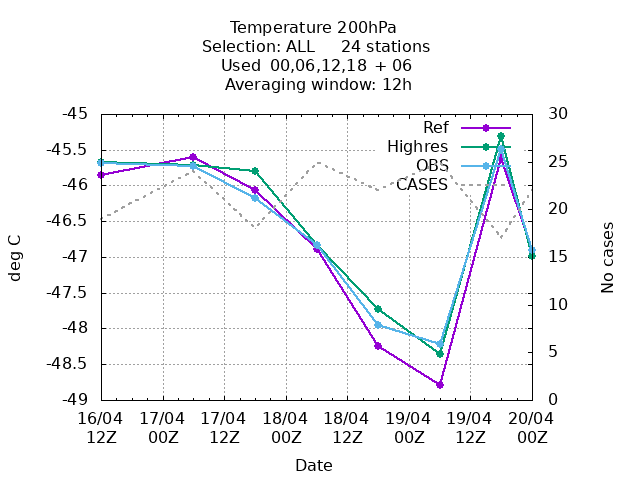 Temperature 200hPa
Selection: ALL 24 stations
Used 00,06,12,18 + 06
Averaging window: 12h
-45
-45.5
-46
-46.5
-47
-47.5
-48
-48.5
-49
deg C
30
25
20
15
10
5
0
No cases
Ref
Highres
OBS
CASES
16/04 12Z
17/04 00Z
17/04 12Z
18/04 00Z
18/04 12Z
19/04 00Z
19/04 12Z
20/04 00Z
Date